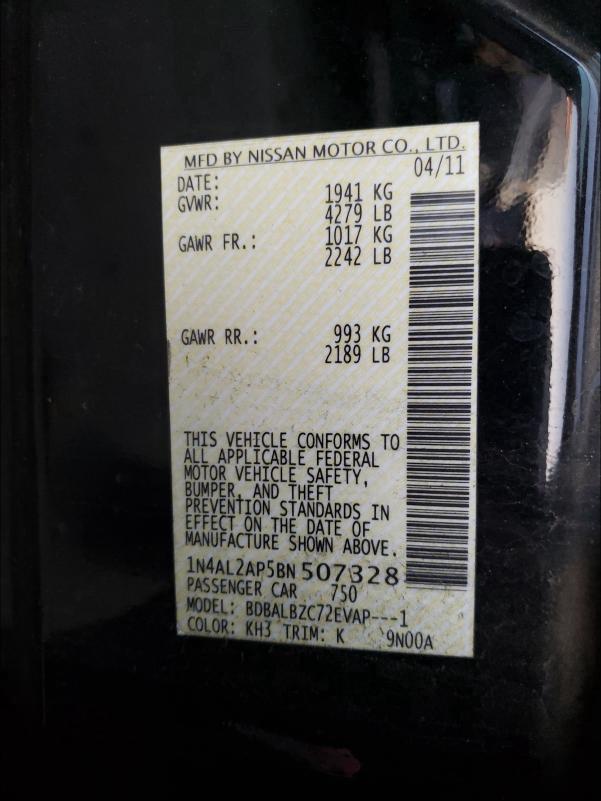 MFD BY NISSAN MOTOR CO., LTD.
DATE: 04/11
GVWR: 1941 KG
4279 LB
GAWR FR.: 1017 KG
2242 LB
GAWR RR.: 993 KG
2189 LB
THIS VEHICLE CONFORMS TO
ALL APPLICABLE FEDERAL
MOTOR VEHICLE SAFETY,
BUMPER, AND THEFT
PREVENTION STANDARDS IN
EFFECT ON THE DATE OF
MANUFACTURE SHOWN ABOVE.
1N4AL2AP5BN507328
PASSENGER CAR 750
MODEL: BDBALBZC72EVAP---1
COLOR: KH3 TRIM: K 9N00A